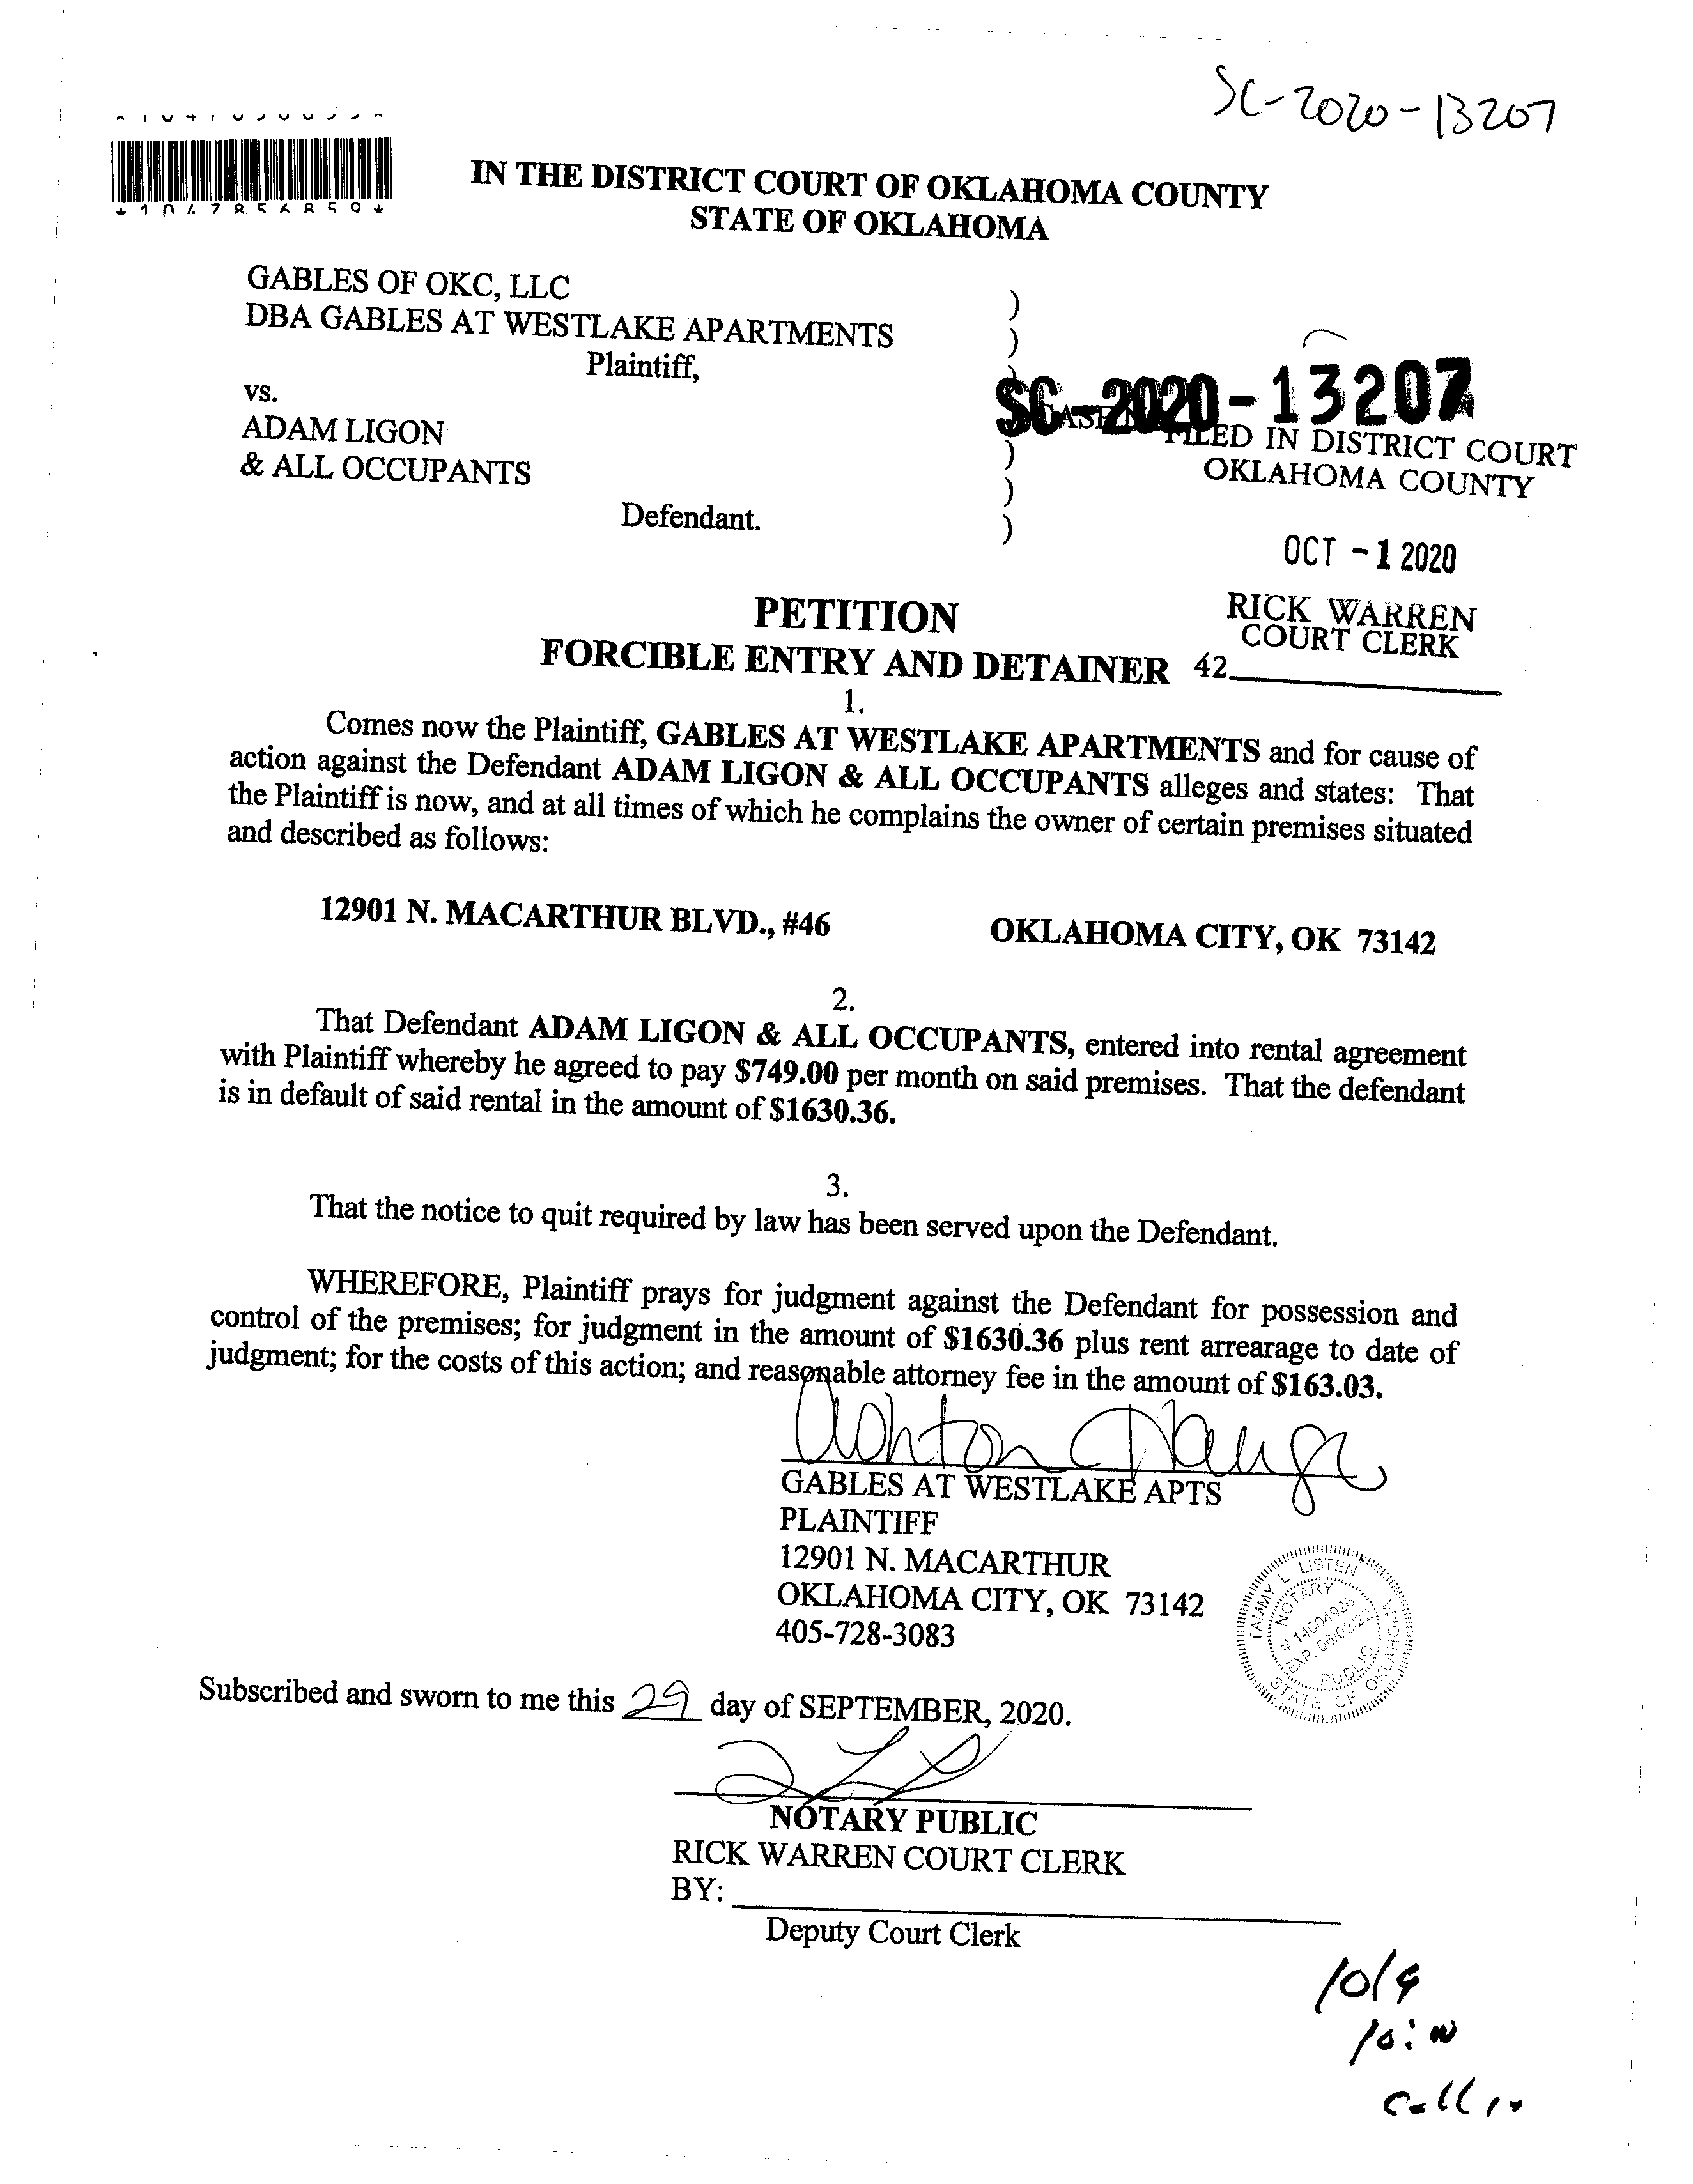 SC-2020-13207
*1047856859*
IN THE DISTRICT COURT OF OKLAHOMA COUNTY
STATE OF OKLAHOMA
GABLES OF OKC, LLC )
DBA GABLES AT WESTLAKE APARTMENTS )
Plaintiff, )
vs.
SC-2020-13207
ADAM LIGON
FILED IN DISTRICT COURT
& ALL OCCUPANTS )
OKLAHOMA COUNTY
)
Defendant. )
OCT -1 2020
PETITION
RICK WARREN
COURT CLERK
FORCIBLE ENTRY AND DETAINER
42
1.
Comes now the Plaintiff, GABLES AT WESTLAKE APARTMENTS and for cause of
action against the Defendant ADAM LIGON & ALL OCCUPANTS alleges and states: That
the Plaintiff is now, and at all times of which he complains the owner of certain premises situated
and described as follows:
12901 N. MACARTHUR BLVD., #46 OKLAHOMA CITY, OK 73142
2.
That Defendant ADAM LIGON & ALL OCCUPANTS, entered into rental agreement
with Plaintiff whereby he agreed to pay $749.00 per month on said premises. That the defendant
is in default of said rental in the amount of $1630.36.
3.
That the notice to quit required by law has been served upon the Defendant.
WHEREFORE, Plaintiff prays for judgment against the Defendant for possession and
control of the premises; for judgment in the amount of $1630.36 plus rent arrearage to date of
judgment; for the costs of this action; and reasonable attorney fee in the amount of $163.03.
Ashton
GABLES AT WESTLAKE APTS
PLAINTIFF
12901 N. MACARTHUR
OKLAHOMA CITY, OK 73142
405-728-3083
TAMMY L. LISTEN
NOTARY
# 14004926
EXP. 06/02/22
PUBLIC
STATE OF OKLAHOMA
Subscribed and sworn to me this 29 day of SEPTEMBER, 2020.
NOTARY PUBLIC
RICK WARREN COURT CLERK
BY:
Deputy Court Clerk